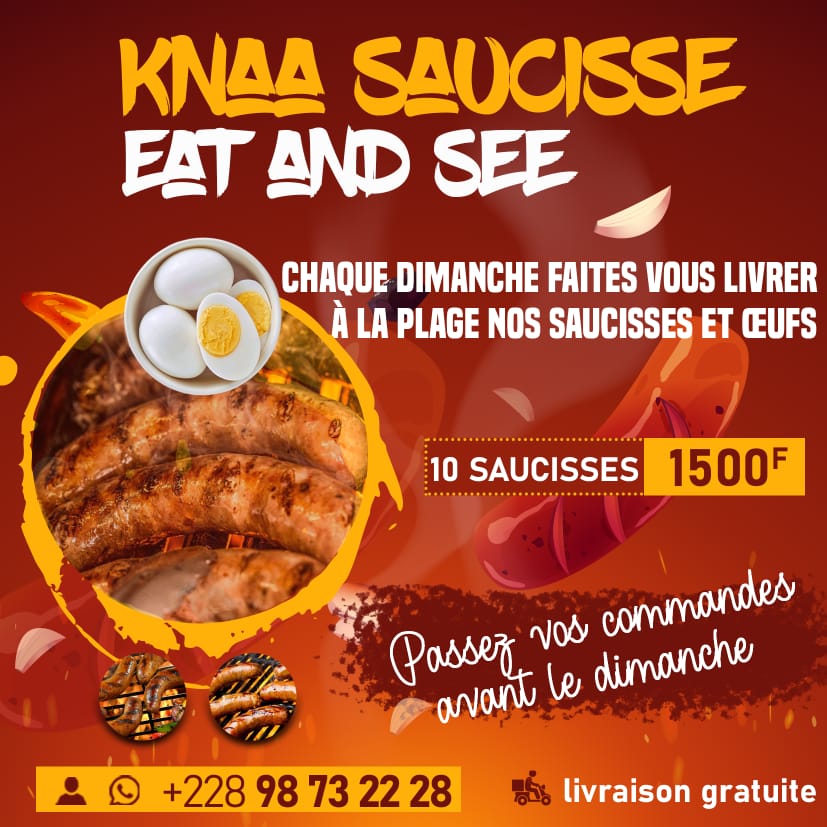 KNAA SAUCISSE
EAT AND SEE
CHAQUE DIMANCHE FAITES VOUS LIVRER
À LA PLAGE NOS SAUCISSES ET ŒUFS
10 SAUCISSES 1500F
Passez vos commandes
avant le dimanche
+228 98 73 22 28
livraison gratuite